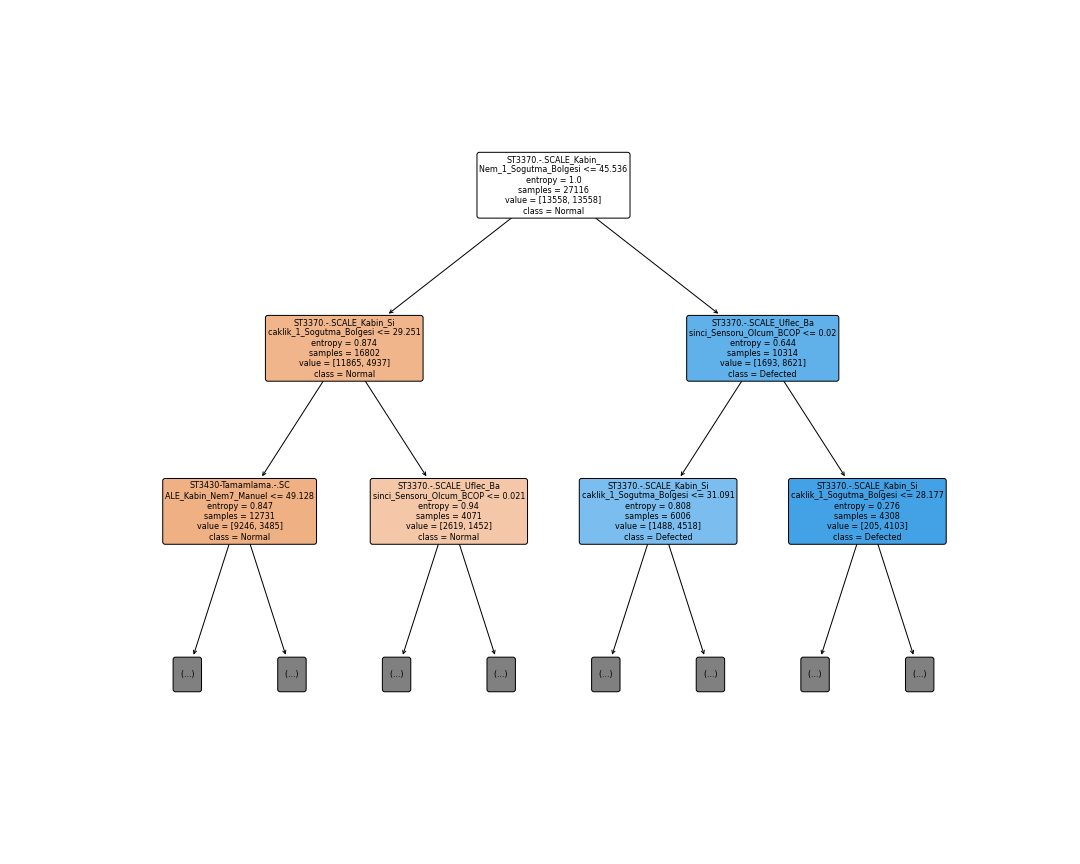 ST3370.-.SCALE_Kabin_
Nem_1_Sogutma_Bolgesi <= 45.536
entropy = 1.0
samples = 27116
value = [13558, 13558]
class = Normal
ST3370.-.SCALE_Kabin_Si
caklik_1_Sogutma_Bolgesi <= 29.251
entropy = 0.874
samples = 16802
value = [11865, 4937]
class = Normal
ST3370.-.SCALE_Uflec_Ba
sinci_Sensoru_Olcum_BCOP <= 0.02
entropy = 0.644
samples = 10314
value = [1693, 8621]
class = Defected
ST3430-Tamamlama.-.SC
ALE_Kabin_Nem7_Manuel <= 49.128
entropy = 0.847
samples = 12731
value = [9246, 3485]
class = Normal
ST3370.-.SCALE_Uflec_Ba
sinci_Sensoru_Olcum_BCOP <= 0.021
entropy = 0.94
samples = 4071
value = [2619, 1452]
class = Normal
ST3370.-.SCALE_Kabin_Si
caklik_1_Sogutma_Bolgesi <= 31.091
entropy = 0.808
samples = 6006
value = [1488, 4518]
class = Defected
ST3370.-.SCALE_Kabin_Si
caklik_1_Sogutma_Bolgesi <= 28.177
entropy = 0.276
samples = 4308
value = [205, 4103]
class = Defected
(...)
(...)
(...)
(...)
(...)
(...)
(...)
(...)